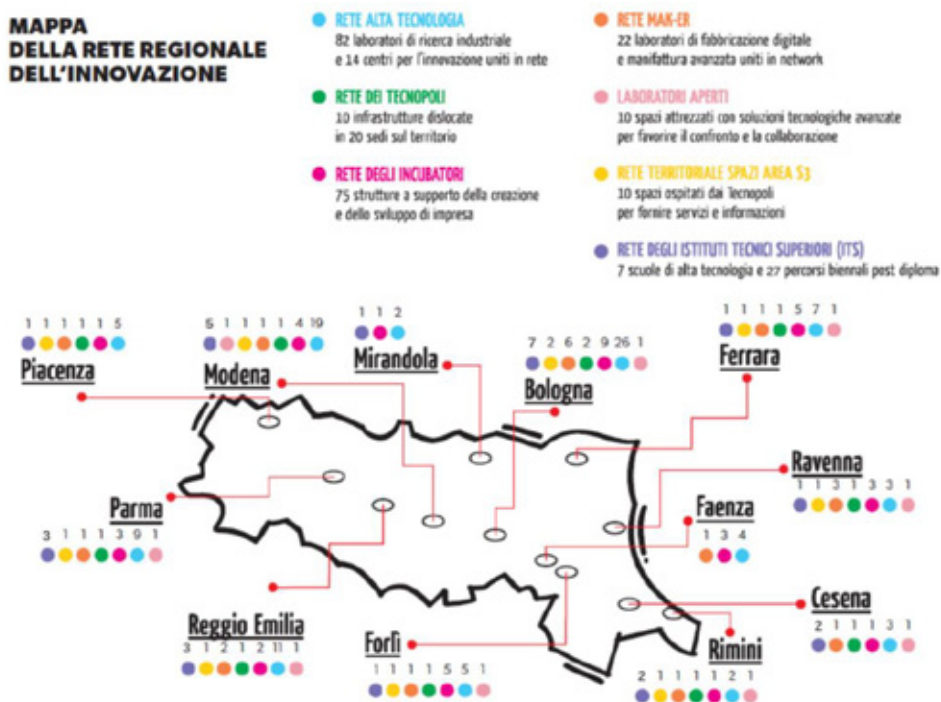 MAPPA
DELLA RETE REGIONALE
DELL'INNOVAZIONE
RETE ALTA TECNOLOGIA
82 laboratori di ricerca industriale
e 14 centri per l'innovazione uniti in rete
RETE DEI TECNOPOLI
10 infrastrutture dislocate
in 20 sedi sul territorio
RETE DEGLI INCUBATORI
75 strutture a supporto della creazione
e dello sviluppo di impresa
RETE MAK-ER
22 laboratori di fabbricazione digitale
e manifattura avanzata uniti in network
LABORATORI APERTI
10 spazi attrezzati con soluzioni tecnologiche avanzate
per favorire il confronto e la collaborazione
RETE TERRITORIALE SPAZI AREA S3
10 spazi ospitati dai Tecnopoli
per fornire servizi e informazioni
RETE DEGLI ISTITUTI TECNICI SUPERIORI (ITS)
7 scuole di alta tecnologia e 27 percorsi biennali post diploma
1 1 1 1 1 5
Piacenza
5 1 1 1 1 4 19
Modena
1 1 2
Mirandola
7 2 6 2 9 26 1
Bologna
1 1 1 1 5 7 1
Ferrara
Parma
3 1 1 1 3 9 1
Ravenna
1 1 3 1 3 3 1
Faenza
1 3 4
Reggio Emilia
3 1 2 1 2 11 1
Forlì
1 1 1 1 5 5 1
Cesena
2 1 1 1 3 1
Rimini
2 1 1 1 1 2 1